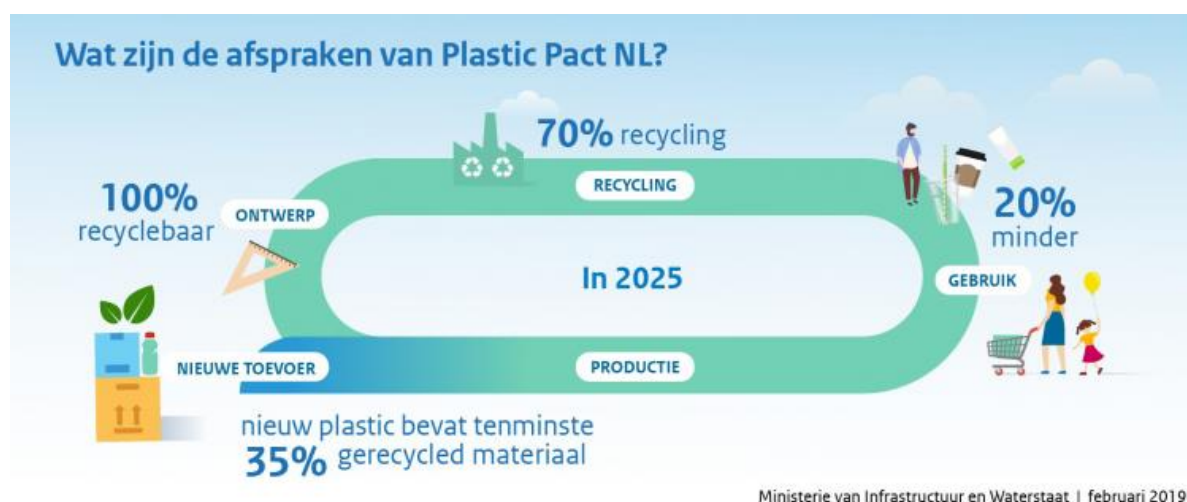 Wat zijn de afspraken van Plastic Pact NL?
70% recycling
RECYCLING
100%
recyclebaar
ONTWERP
20%
minder
In 2025
GEBRUIK
NIEUWE TOEVOER
PRODUCTIE
nieuw plastic bevat tenminste
35% gerecycled materiaal
Ministerie van Infrastructuur en Waterstaat | februari 2019